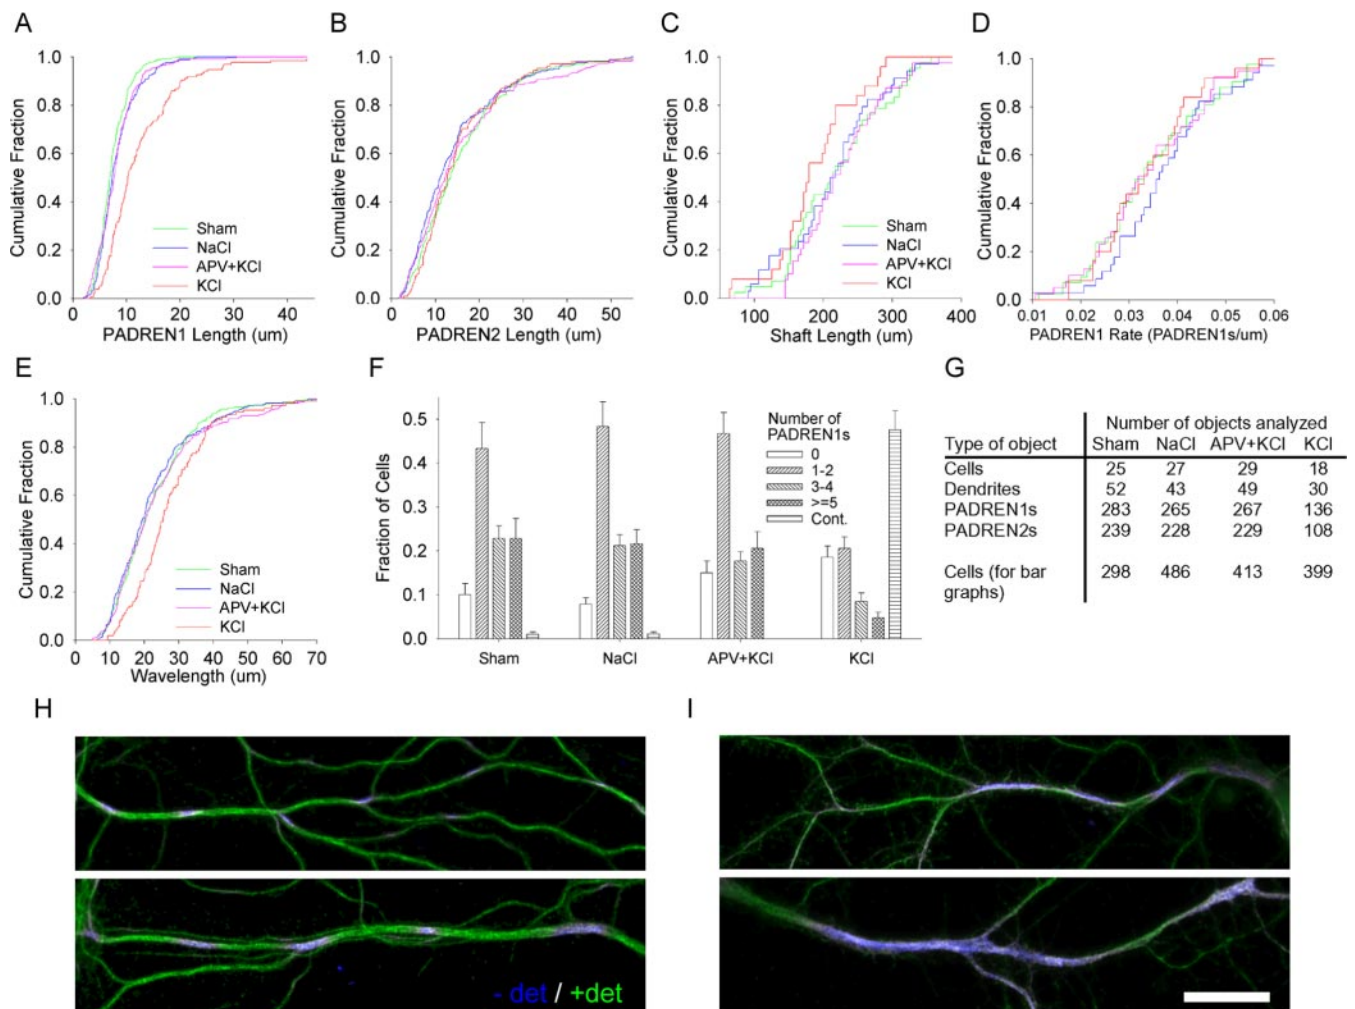 A
1.0
0.8
0.6
0.4
0.2
0.0
Cumulative Fraction
Sham
NaCl
APV+KCl
KCl
0 10 20 30 40
PADREN1 Length (um)
B
1.0
0.8
0.6
0.4
0.2
0.0
Cumulative Fraction
0 10 20 30 40 50
PADREN2 Length (um)
C
1.0
0.8
0.6
0.4
0.2
0.0
Cumulative Fraction
Sham
NaCl
APV+KCl
KCl
100 200 300 400
Shaft Length (um)
D
1.0
0.8
0.6
0.4
0.2
0.0
Cumulative Fraction
0.01 0.02 0.03 0.04 0.05 0.06
PADREN1 Rate (PADREN1s/um)
E
1.0
0.8
0.6
0.4
0.2
0.0
Cumulative Fraction
Sham
NaCl
APV+KCl
KCl
0 10 20 30 40 50 60 70
Wavelength (um)
F
0.5
0.4
0.3
0.2
0.1
0.0
Fraction of Cells
Number of
PADREN1s
0
1-2
3-4
>=5
Cont.
Sham NaCl APV+KCl KCl
G
Number of objects analyzed
Type of object Sham NaCl APV+KCl KCl
Cells 25 27 29 18
Dendrites 52 43 49 30
PADREN1s 283 265 267 136
PADREN2s 239 228 229 108
Cells (for bar 298 486 413 399
graphs)
H
- det / +det
I